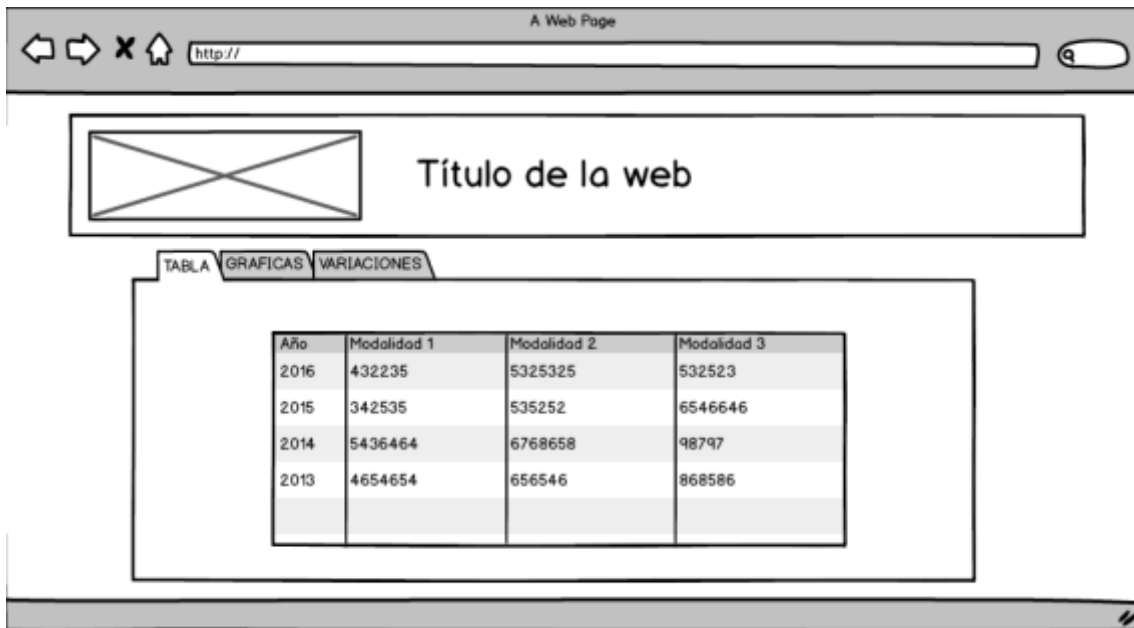 A Web Page
http://
Título de la web
TABLA GRAFICAS VARIACIONES
Año Modalidad 1 Modalidad 2 Modalidad 3
2016 432235 5325325 532523
2015 342535 535252 6546646
2014 5436464 6768658 98797
2013 4654654 656546 868586